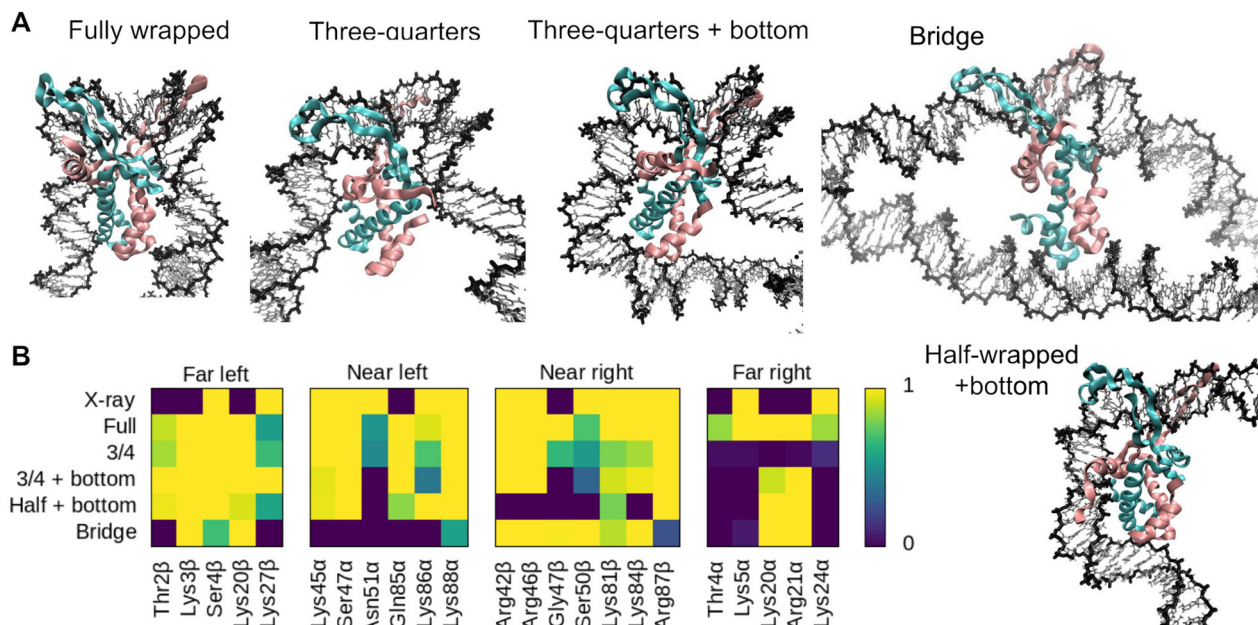 A
Fully wrapped
Three-quarters
Three-quarters + bottom
Bridge
B
Far left
Near left
Near right
Far right
Half-wrapped
+bottom
X-ray
Full
3/4
3/4 + bottom
Half + bottom
Bridge
1
0
Thr2β
Lys3β
Ser4β
Lys20β
Lys27β
Lys45α
Ser47α
Asn51α
Gln85α
Lys86α
Lys88α
Arg42β
Arg46β
Gly47β
Ser50β
Lys81β
Lys84β
Arg87β
Thr4α
Lys5α
Lys20α
Arg21α
Lys24α